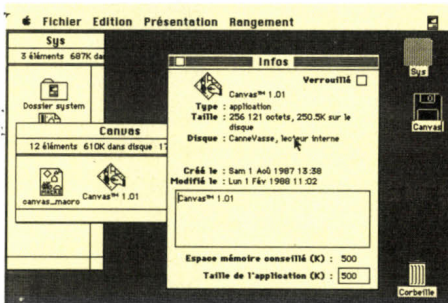 Fichier Edition Présentation Rangement
Sys
3 éléments 687K da
Dossier system
Canvas
12 éléments 610K dans disque 17
canvas_macro
Canvas™ 1.01
Infos
Verrouillé
Canvas™ 1.01
Type : application
Taille : 256 121 octets, 250.5K sur le
disque
Disque : CanneVasse, lecteur interne
Créé le : Sam 1 Aoû 1987 13:38
Modifié le : Lun 1 Fév 1988 11:02
Canvas™ 1.01
Espace mémoire conseillé (K) : 500
Taille de l'application (K) : 500
Sys
Canvas
Corbeille